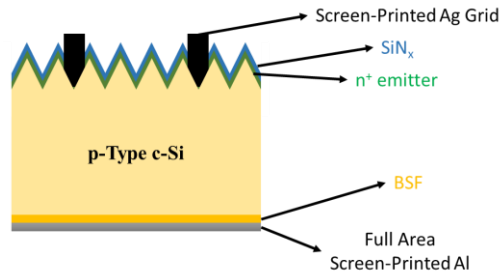 Screen-Printed Ag Grid
SiNx
n+ emitter
p-Type c-Si
BSF
Full Area
Screen-Printed Al